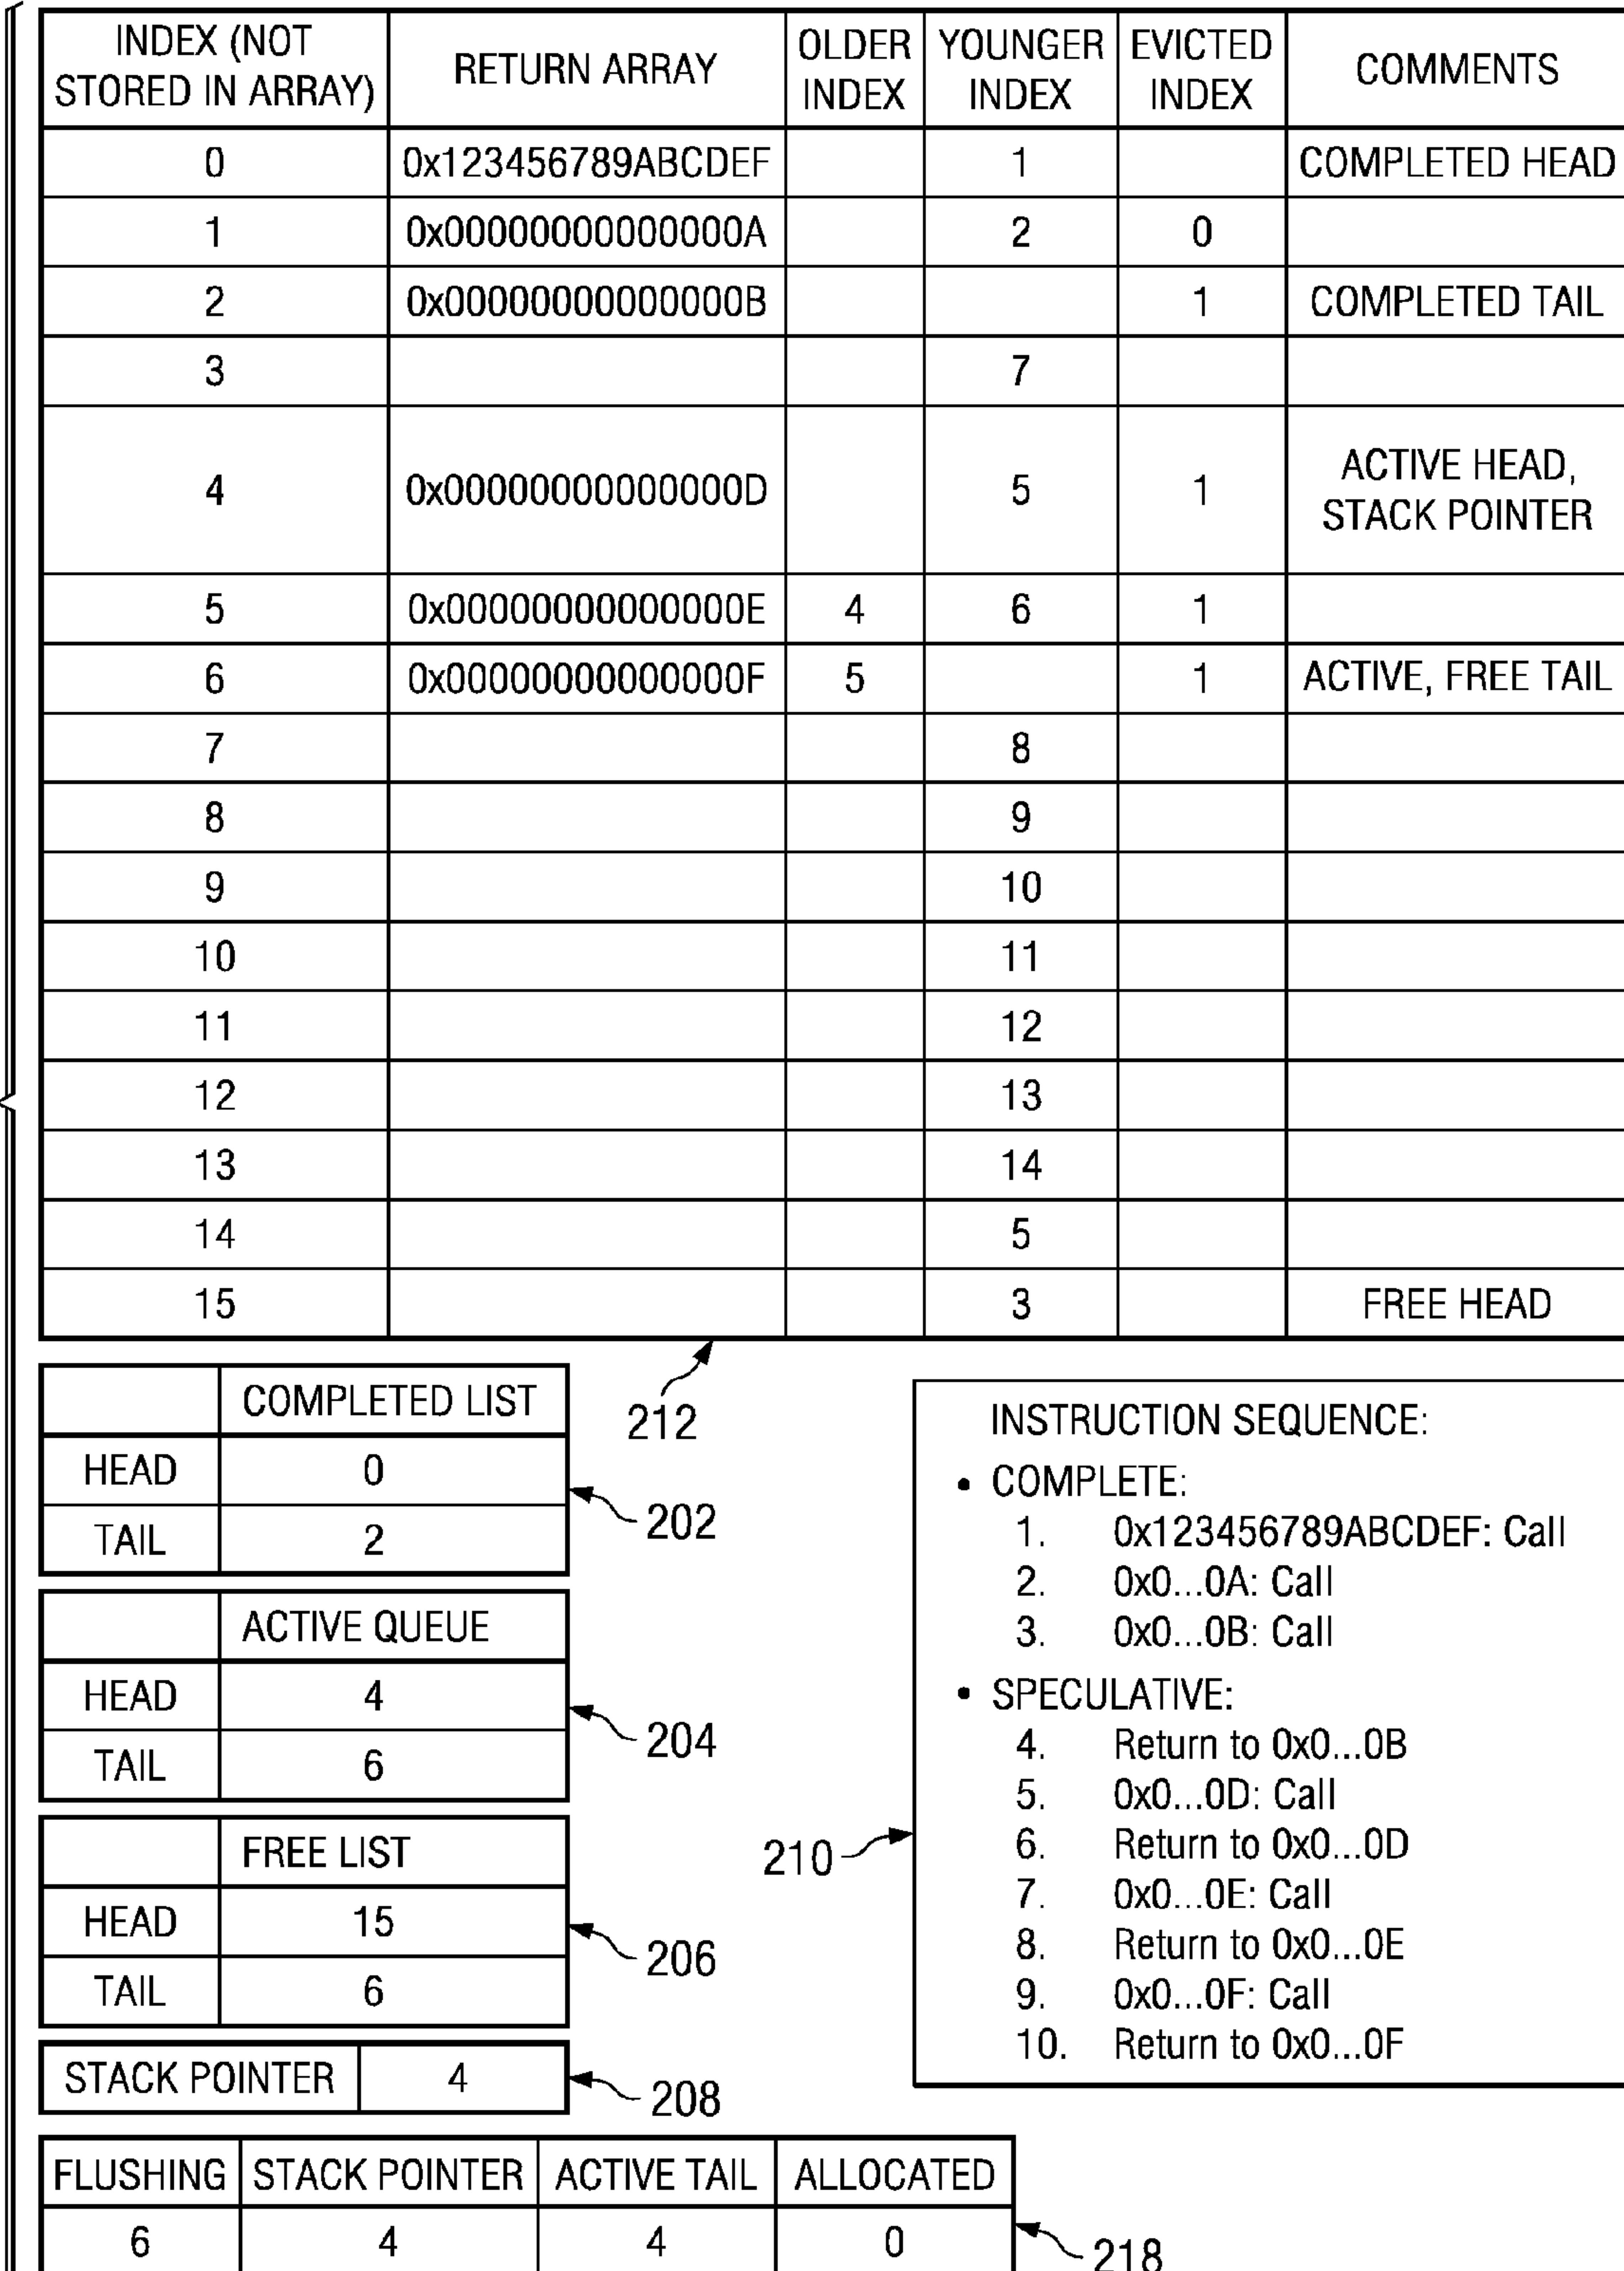 INDEX (NOT STORED IN ARRAY) RETURN ARRAY OLDER INDEX YOUNGER INDEX EVICTED INDEX COMMENTS
0 0x123456789ABCDEF 1 COMPLETED HEAD
1 0x00000000000000A 2 0
2 0x00000000000000B 1 COMPLETED TAIL
3 7
4 0x00000000000000D 5 1 ACTIVE HEAD, STACK POINTER
5 0x00000000000000E 4 6 1
6 0x00000000000000F 5 1 ACTIVE, FREE TAIL
7 8
8 9
9 10
10 11
11 12
12 13
13 14
14 5
15 3 FREE HEAD
212
COMPLETED LIST
HEAD 0
TAIL 2
202
ACTIVE QUEUE
HEAD 4
TAIL 6
204
FREE LIST
HEAD 15
TAIL 6
206
STACK POINTER 4
208
INSTRUCTION SEQUENCE:
• COMPLETE:
1. 0x123456789ABCDEF: Call
2. 0x0...0A: Call
3. 0x0...0B: Call
• SPECULATIVE:
4. Return to 0x0...0B
5. 0x0...0D: Call
6. Return to 0x0...0D
7. 0x0...0E: Call
8. Return to 0x0...0E
9. 0x0...0F: Call
10. Return to 0x0...0F
210
FLUSHING STACK POINTER ACTIVE TAIL ALLOCATED
6 4 4 0
218